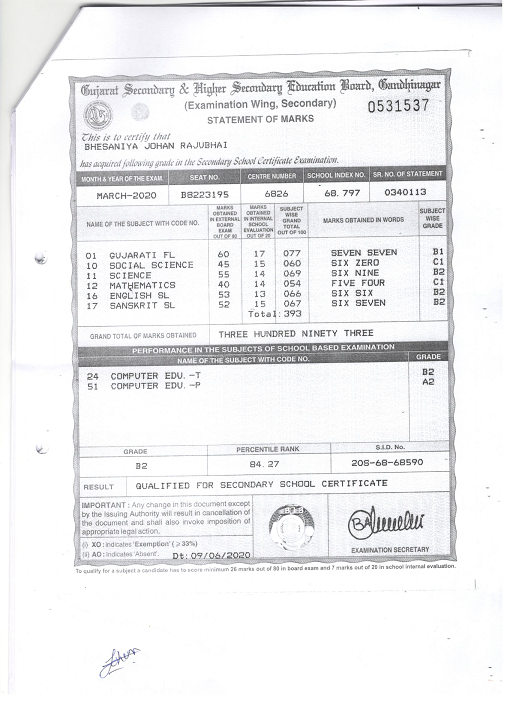 Gujarat Secondary & Higher Secondary Education Board, Gandhinagar
(Examination Wing, Secondary)
0531537
STATEMENT OF MARKS
This is to certify that
BHESANIYA JOHAN RAJUBHAI
has acquired following grade in the Secondary School Certificate Examination.
MONTH & YEAR OF THE EXAM. SEAT NO. CENTRE NUMBER SCHOOL INDEX NO. SR. NO. OF STATEMENT
MARCH-2020 B8223195 6826 68. 797 0340113
NAME OF THE SUBJECT WITH CODE NO. MARKS OBTAINED IN EXTERNAL BOARD EXAM OUT OF 80 MARKS OBTAINED IN INTERNAL SCHOOL EVALUATION OUT OF 20 SUBJECT WISE GRAND TOTAL OUT OF 100 MARKS OBTAINED IN WORDS SUBJECT WISE GRADE
01 GUJARATI FL 60 17 077 SEVEN SEVEN B1
10 SOCIAL SCIENCE 45 15 060 SIX ZERO C1
11 SCIENCE 55 14 069 SIX NINE B2
12 MATHEMATICS 40 14 054 FIVE FOUR C1
16 ENGLISH SL 53 13 066 SIX SIX B2
17 SANSKRIT SL 52 15 067 SIX SEVEN B2
Total: 393
GRAND TOTAL OF MARKS OBTAINED THREE HUNDRED NINETY THREE
PERFORMANCE IN THE SUBJECTS OF SCHOOL BASED EXAMINATION
NAME OF THE SUBJECT WITH CODE NO. GRADE
24 COMPUTER EDU. -T B2
51 COMPUTER EDU. -P A2
GRADE PERCENTILE RANK S.I.D. No.
B2 84. 27 20S-68-68590
RESULT QUALIFIED FOR SECONDARY SCHOOL CERTIFICATE
IMPORTANT : Any change in this document except
by the Issuing Authority will result in cancellation of
the document and shall also invoke imposition of
appropriate legal action.
(i) XO : Indicates 'Exemption' (≥ 33%)
(ii) AO : Indicates 'Absent'. Dt: 09/06/2020
EXAMINATION SECRETARY
To qualify for a subject a candidate has to score minimum 26 marks out of 80 in board exam and 7 marks out of 20 in school internal evaluation.